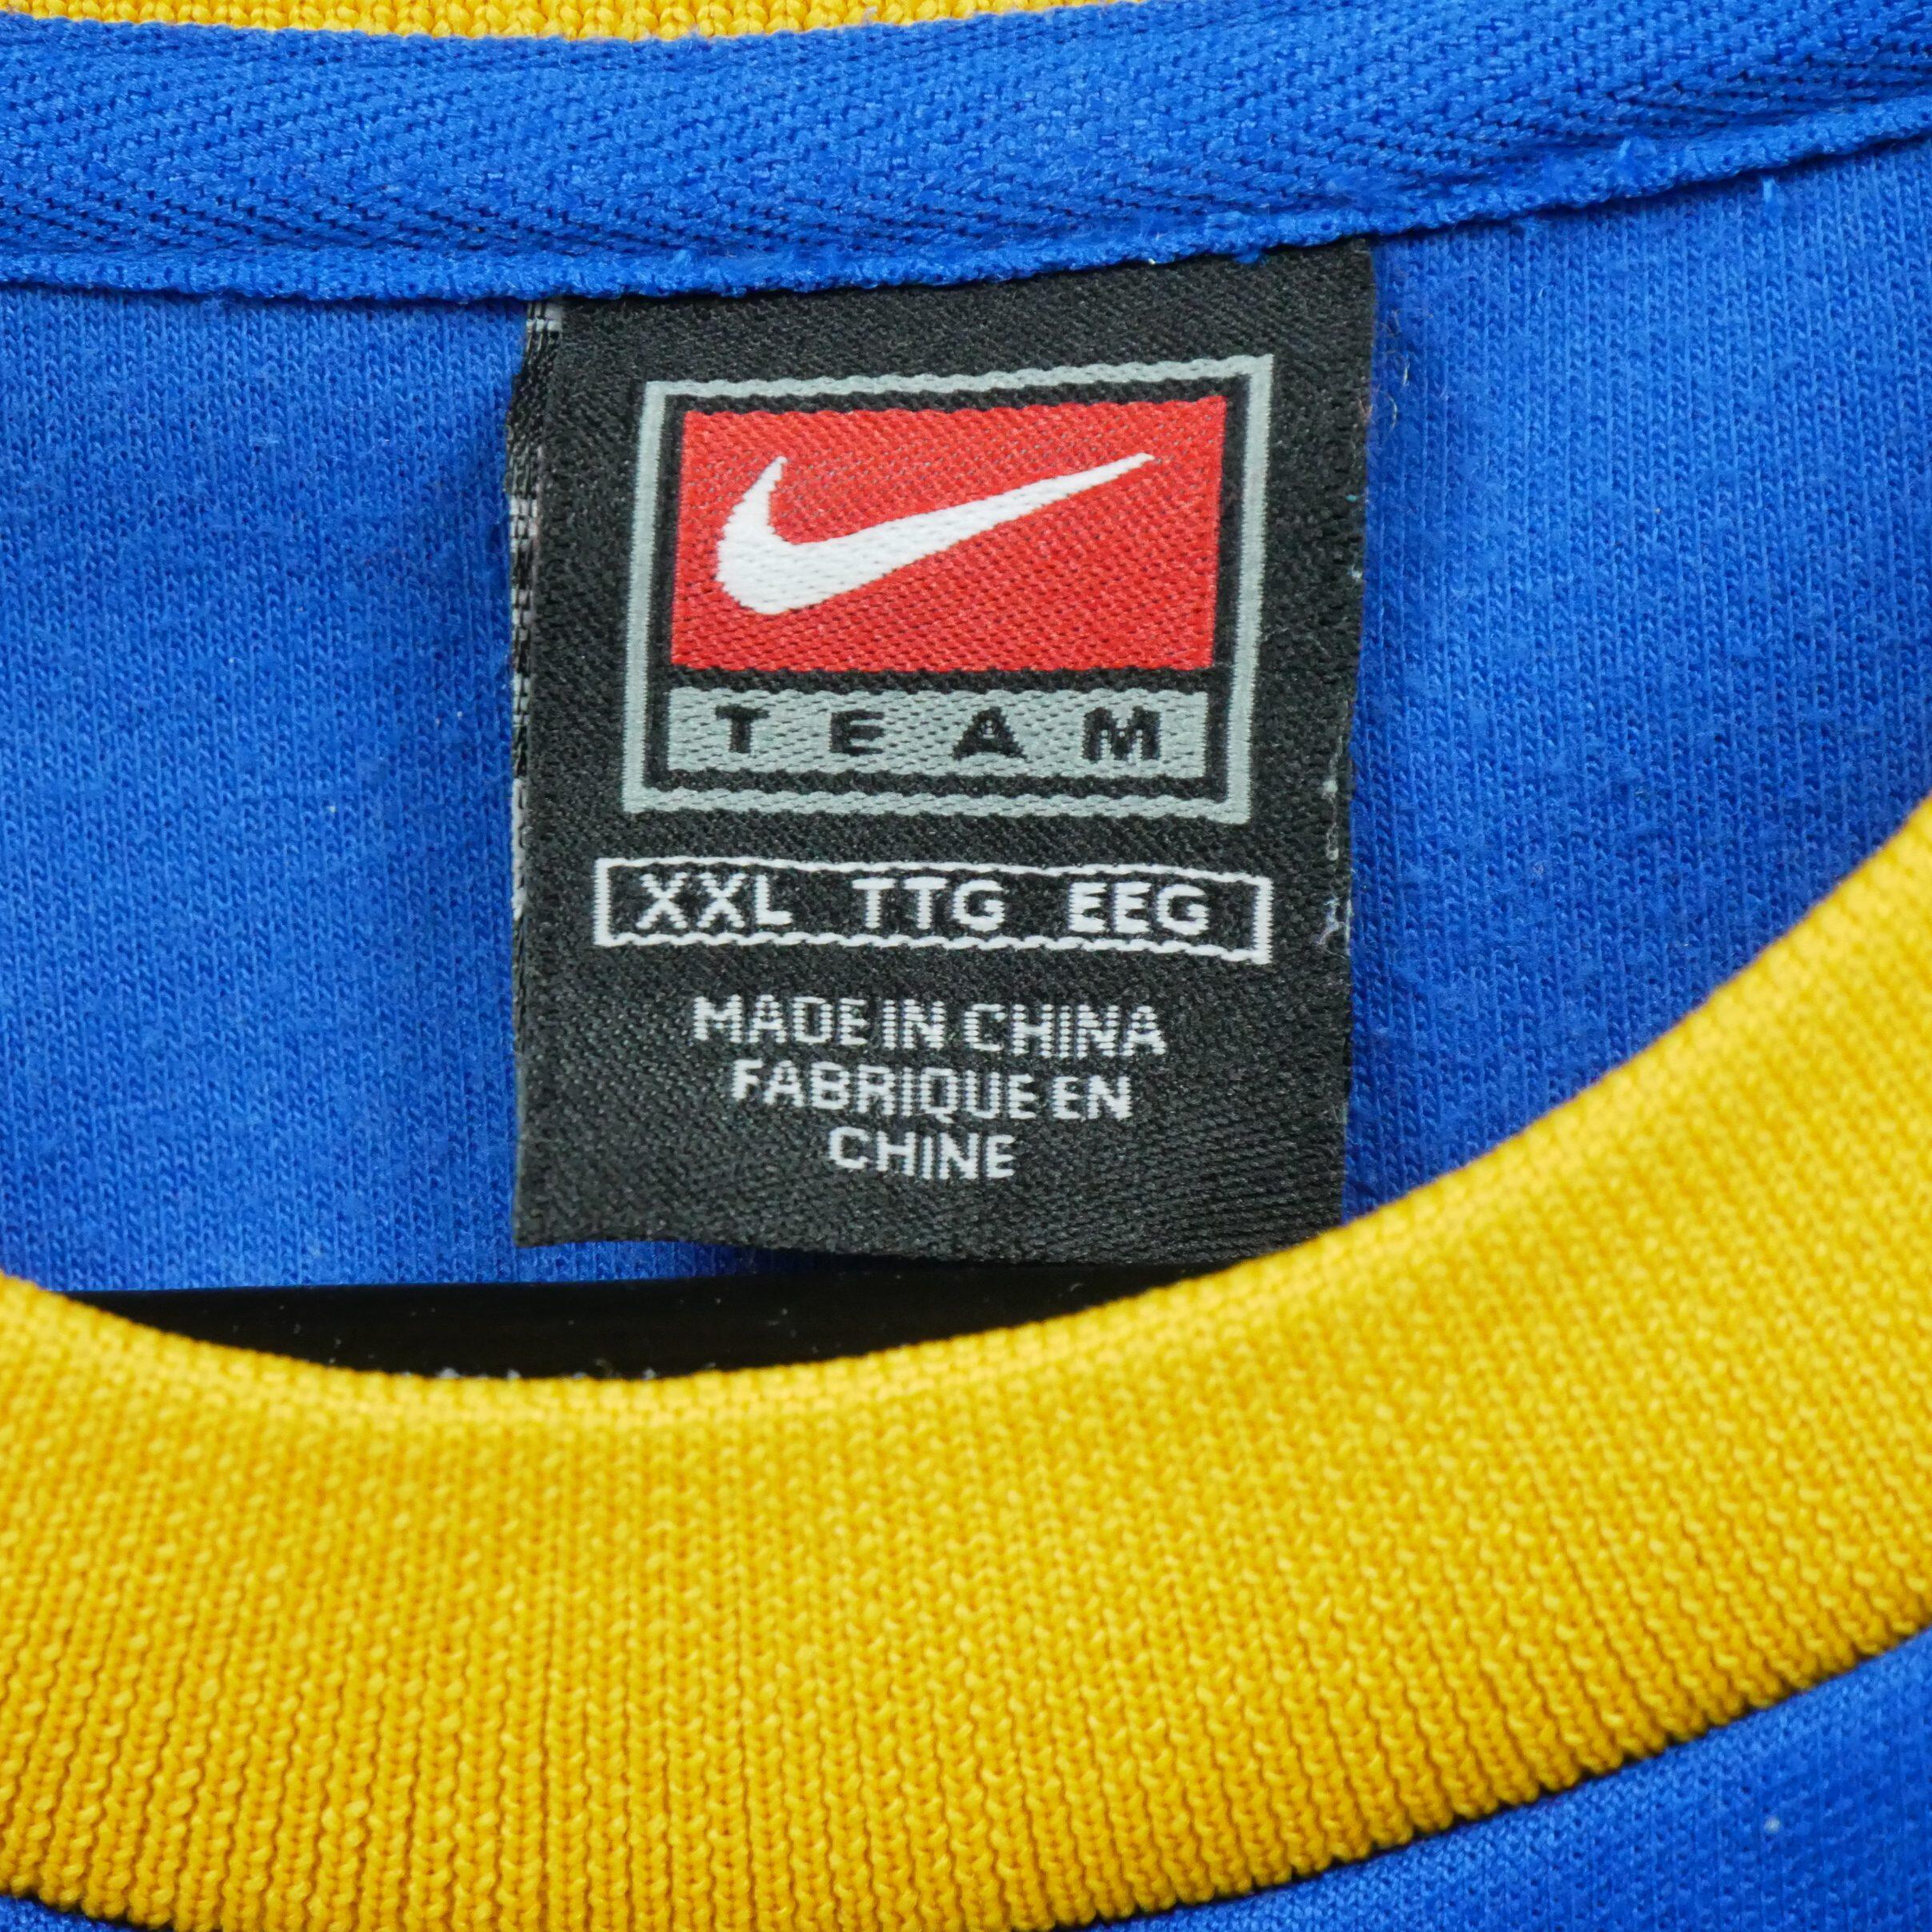 TEAM
XXL TTG EEG
MADE IN CHINA
FABRIQUE EN
CHINE